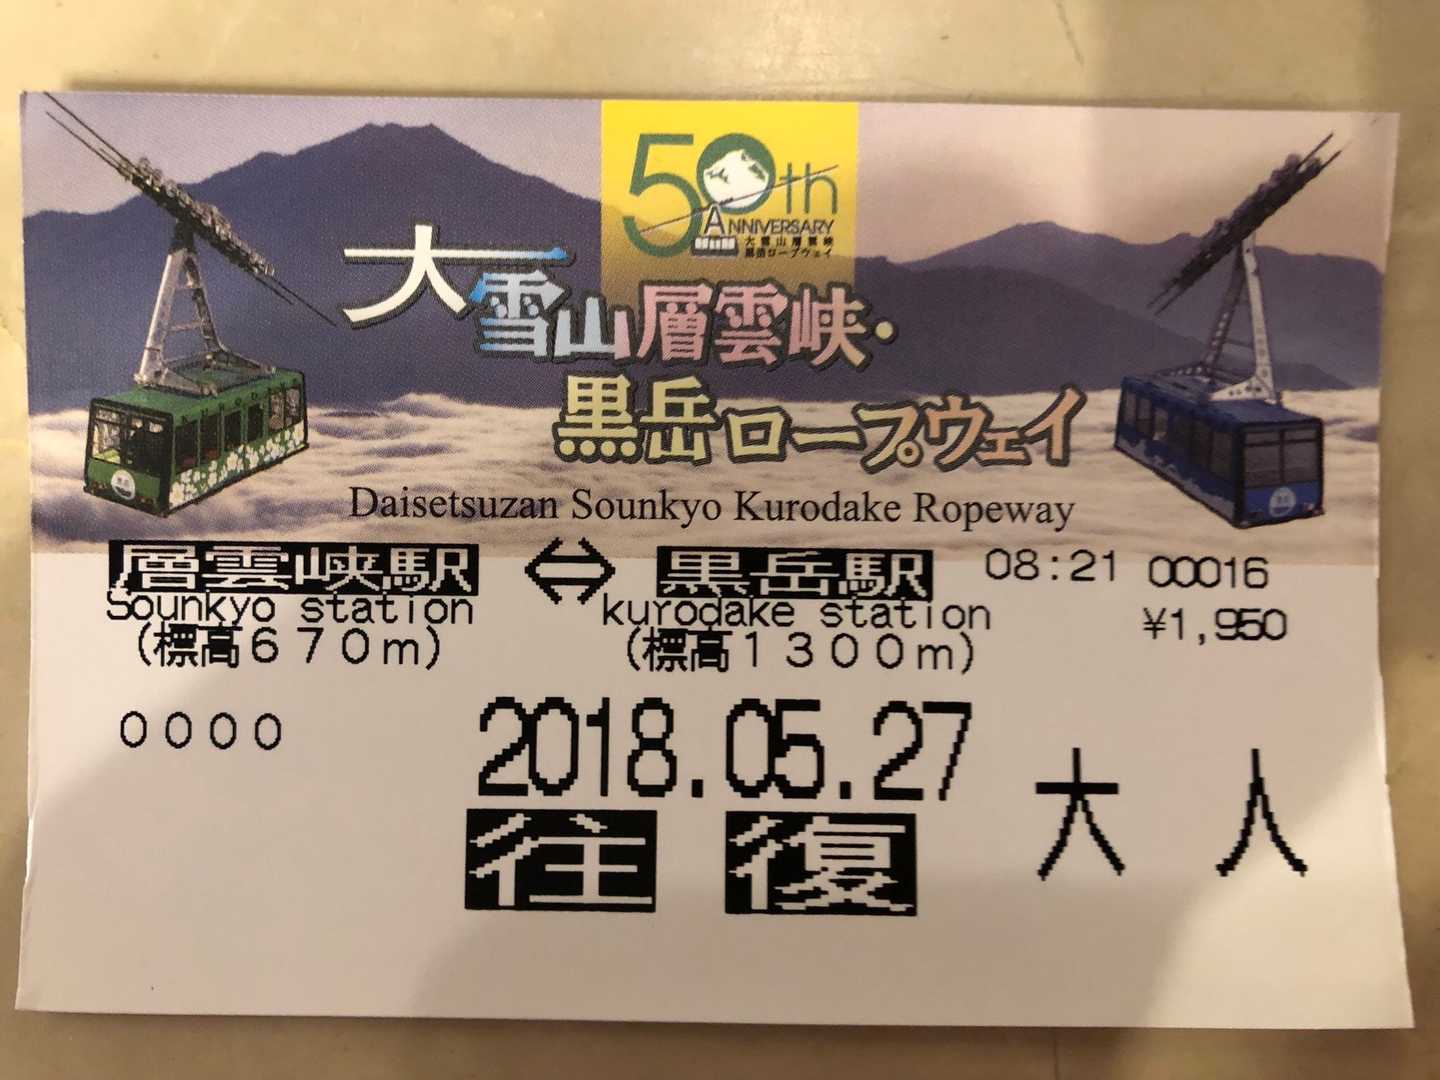 50th
ANNIVERSARY
大雪山層雲峡
黒岳ロープウェイ
大雪山層雲峡・
黒岳ロープウェイ
Daisetsuzan Sounkyo Kurodake Ropeway
層雲峡駅 ⇔ 黒岳駅 08:21 00016
Sounkyo station kurodake station ¥1,950
(標高670m) (標高1300m)
0000 2018.05.27
往復 大人